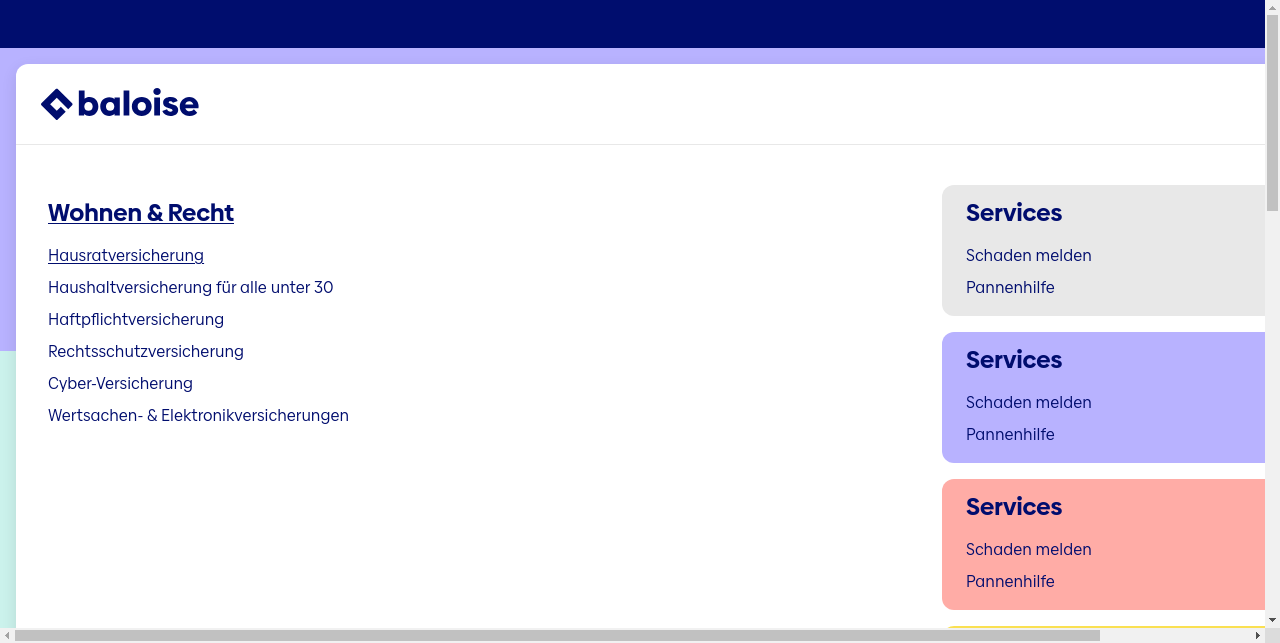 baloise
Wohnen & Recht
Hausratversicherung
Haushaltversicherung für alle unter 30
Haftpflichtversicherung
Rechtsschutzversicherung
Cyber-Versicherung
Wertsachen- & Elektronikversicherungen
Services
Schaden melden
Pannenhilfe
Services
Schaden melden
Pannenhilfe
Services
Schaden melden
Pannenhilfe